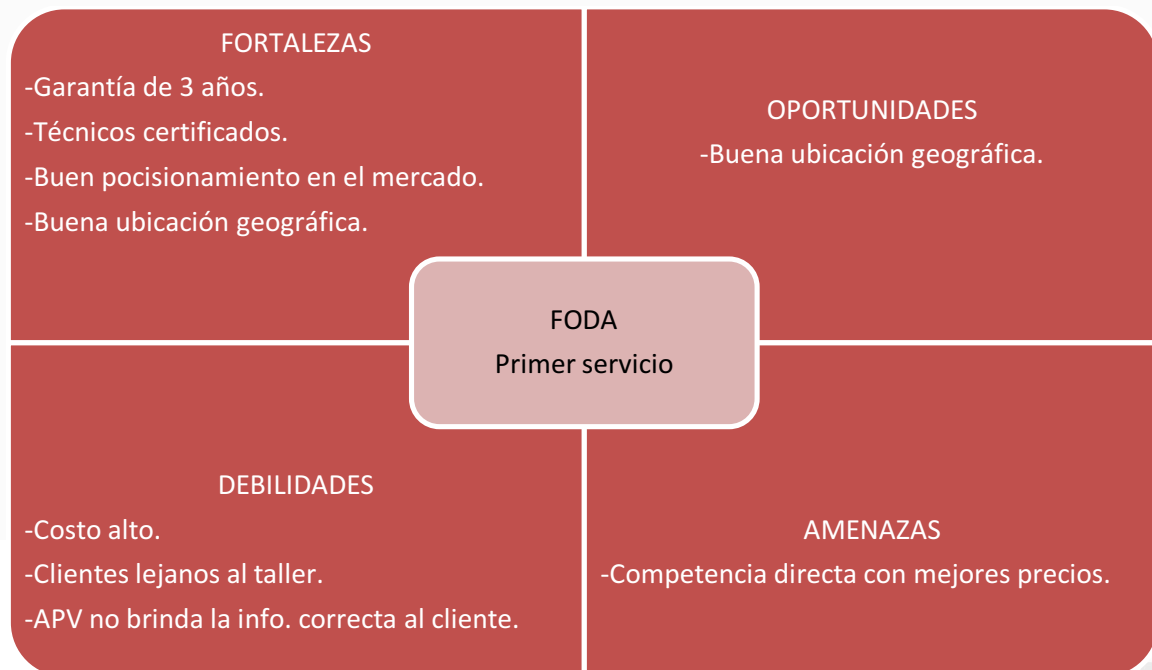 FORTALEZAS
-Garantía de 3 años.
-Técnicos certificados.
-Buen pocisionamiento en el mercado.
-Buena ubicación geográfica.
OPORTUNIDADES
-Buena ubicación geográfica.
FODA
Primer servicio
DEBILIDADES
-Costo alto.
-Clientes lejanos al taller.
-APV no brinda la info. correcta al cliente.
AMENAZAS
-Competencia directa con mejores precios.